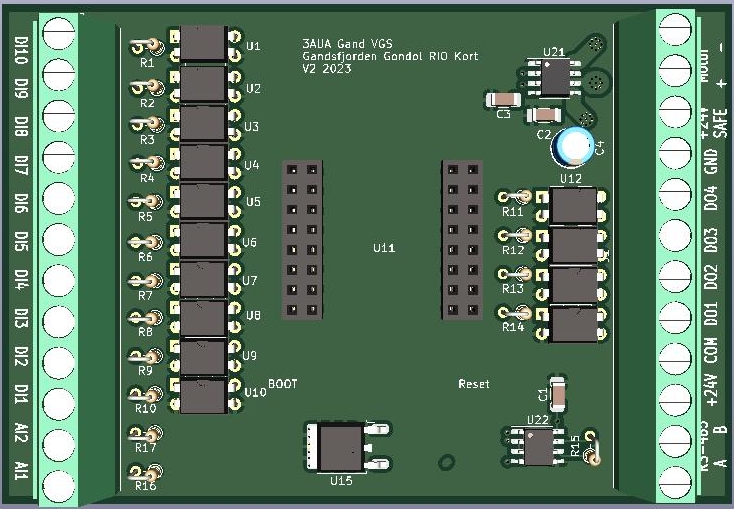 3AUA Gand VGS
Gandsfjorden Gondol RIO Kort
V2 2023
DI10
DI9
DI8
DI7
DI6
DI5
DI4
DI3
DI2
DI1
AI2
AI1
R1
R2
R3
R4
R5
R6
R7
R8
R9
R10
R17
R16
U1
U2
U3
U4
U5
U6
U7
U8
U9
U10
BOOT
U11
Reset
U15
U21
C3
C2
C4
U12
R11
R12
R13
R14
C1
U22
R15
Motor
+ -
+24V
SAFE
GND
DO4
DO3
DO2
DO1
COM
+24V
RS-485
A B